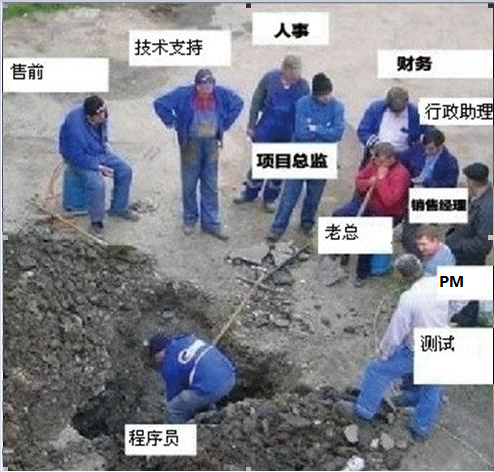 人事
技术支持
财务
售前
行政助理
项目总监
销售经理
老总
PM
测试
程序员